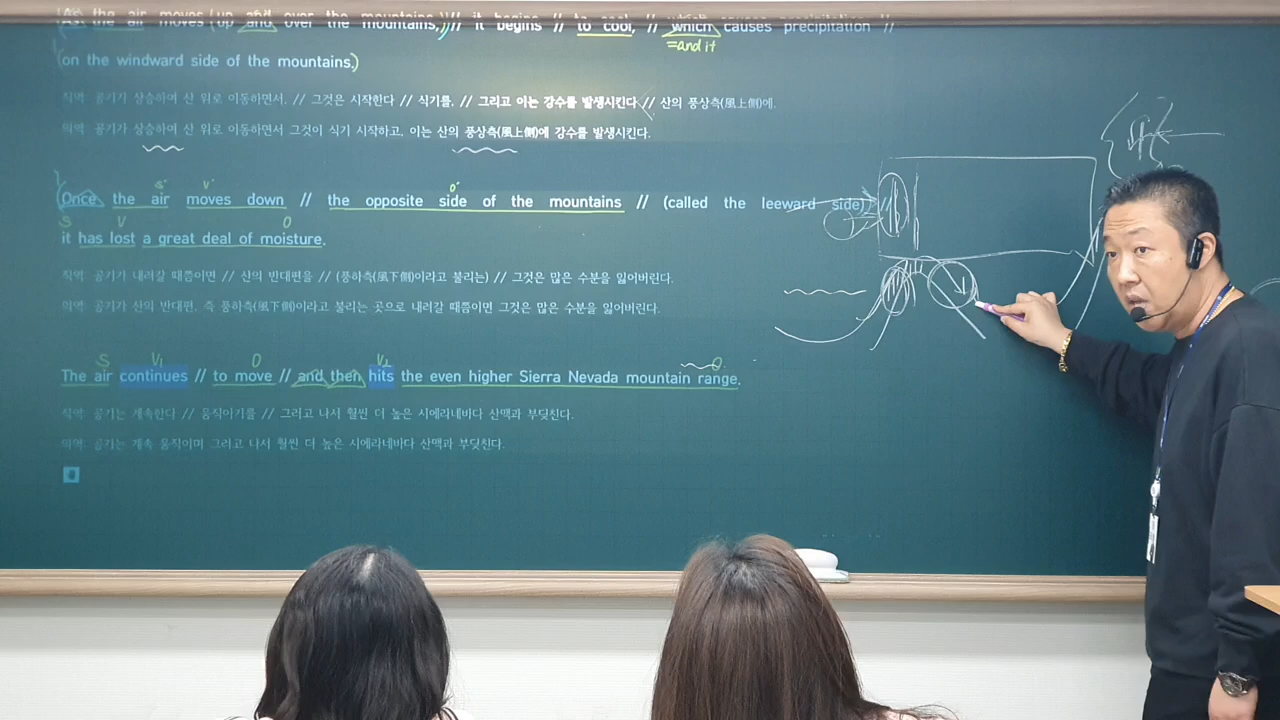 (As the air moves (up and over the mountains,) // it begins // to cool, // which causes precipitation //
=and it
(on the windward side of the mountains.)
직역: 공기가 상승하여 산 위로 이동하면서, // 그것은 시작한다 // 식기를, // 그리고 이는 강수를 발생시킨다 // 산의 풍상측(風上側)에.
의역: 공기가 상승하여 산 위로 이동하면서 그것이 식기 시작하고, 이는 산의 풍상측(風上側)에 강수를 발생시킨다.
S' V' O'
(Once the air moves down // the opposite side of the mountains // (called the leeward side) //
S V O
it has lost a great deal of moisture.
직역: 공기가 내려갈 때쯤이면 // 산의 반대편을 // (풍하측(風下側)이라고 불리는) // 그것은 많은 수분을 잃어버린다.
의역: 공기가 산의 반대편, 즉 풍하측(風下側)이라고 불리는 곳으로 내려갈 때쯤이면 그것은 많은 수분을 잃어버린다.
S V₁ O V₂ O
The air continues // to move // and then hits the even higher Sierra Nevada mountain range.
직역: 공기는 계속한다 // 움직이기를 // 그러고 나서 훨씬 더 높은 시에라네바다 산맥과 부딪친다.
의역: 공기는 계속 움직이며 그러고 나서 훨씬 더 높은 시에라네바다 산맥과 부딪친다.